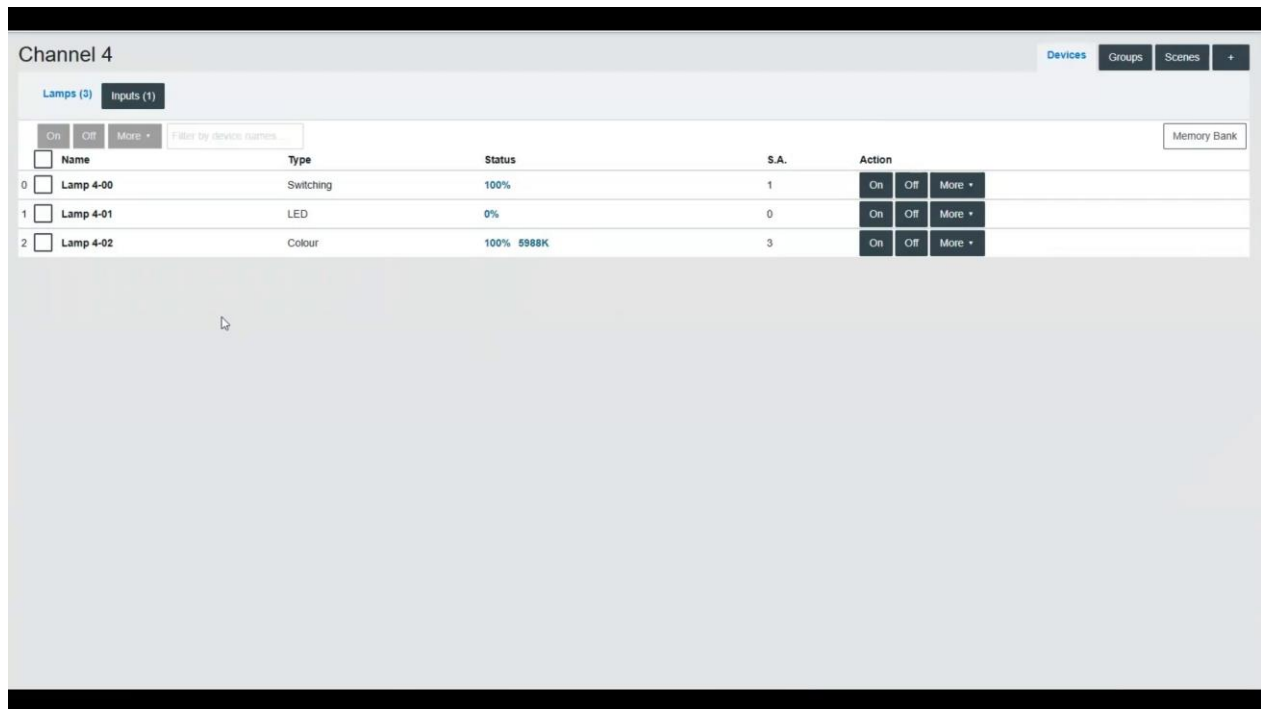 Channel 4
Devices Groups Scenes +
Lamps (3) Inputs (1)
On Off More Filter by device names... Memory Bank
Name Type Status S.A. Action
0 Lamp 4-00 Switching 100% 1 On Off More
1 Lamp 4-01 LED 0% 0 On Off More
2 Lamp 4-02 Colour 100% 5988K 3 On Off More